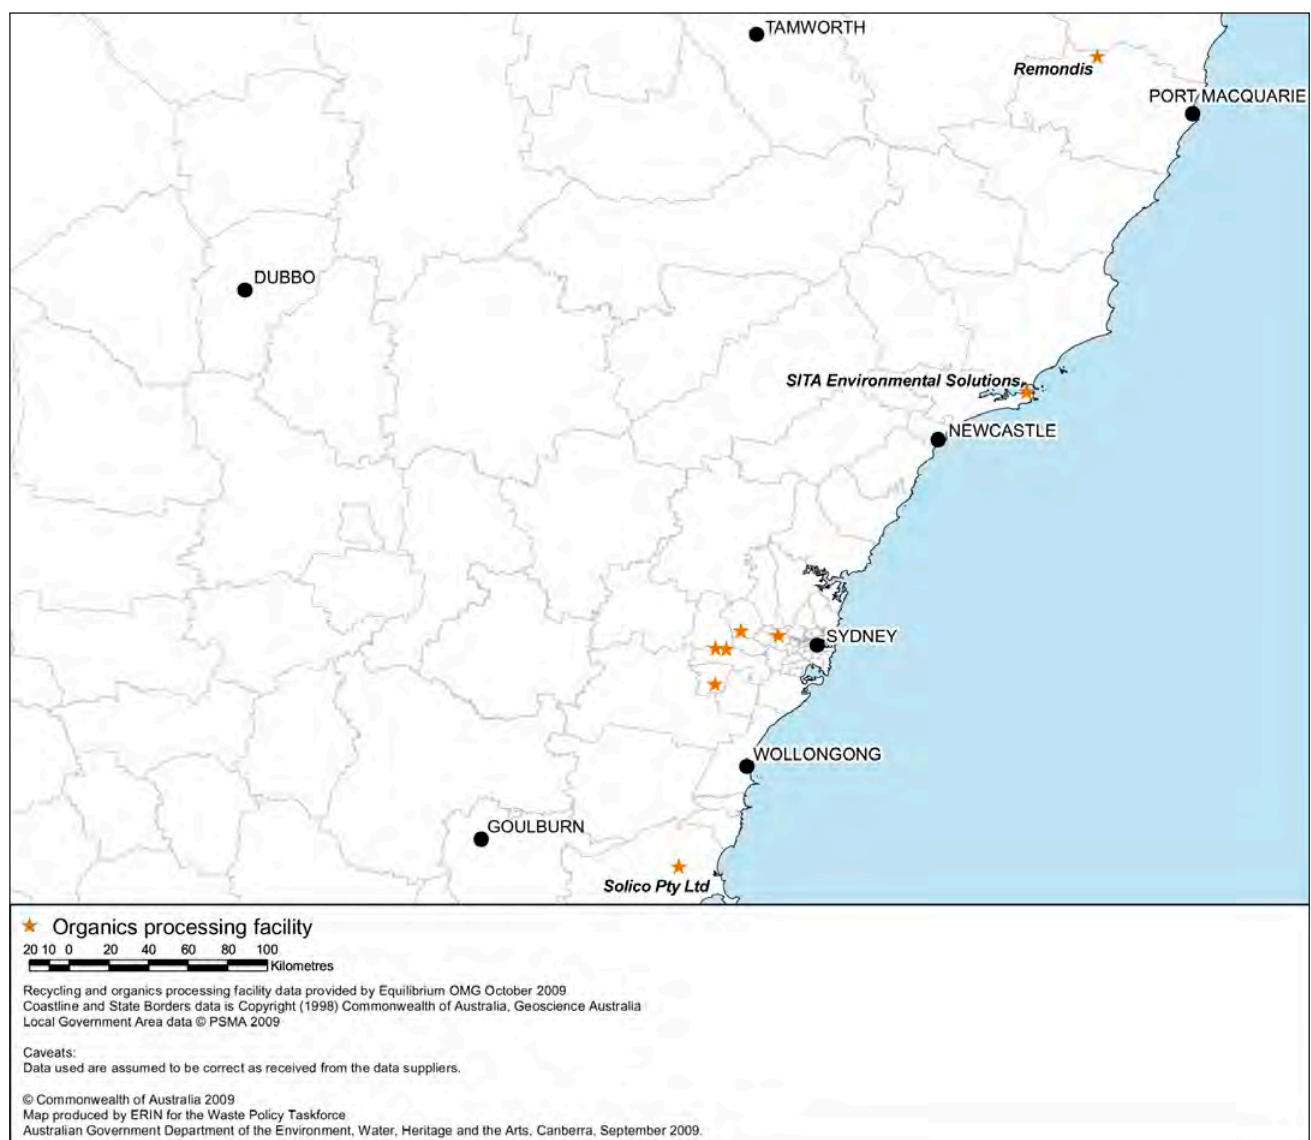 TAMWORTH
Remondis
PORT MACQUARIE
DUBBO
SITA Environmental Solutions
NEWCASTLE
SYDNEY
WOLLONGONG
GOULBURN
Solico Pty Ltd
Organics processing facility
20 10 0 20 40 60 80 100
Kilometres
Recycling and organics processing facility data provided by Equilibrium OMG October 2009
Coastline and State Borders data is Copyright (1998) Commonwealth of Australia, Geoscience Australia
Local Government Area data © PSMA 2009
Caveats:
Data used are assumed to be correct as received from the data suppliers.
© Commonwealth of Australia 2009
Map produced by ERIN for the Waste Policy Taskforce
Australian Government Department of the Environment, Water, Heritage and the Arts, Canberra, September 2009.